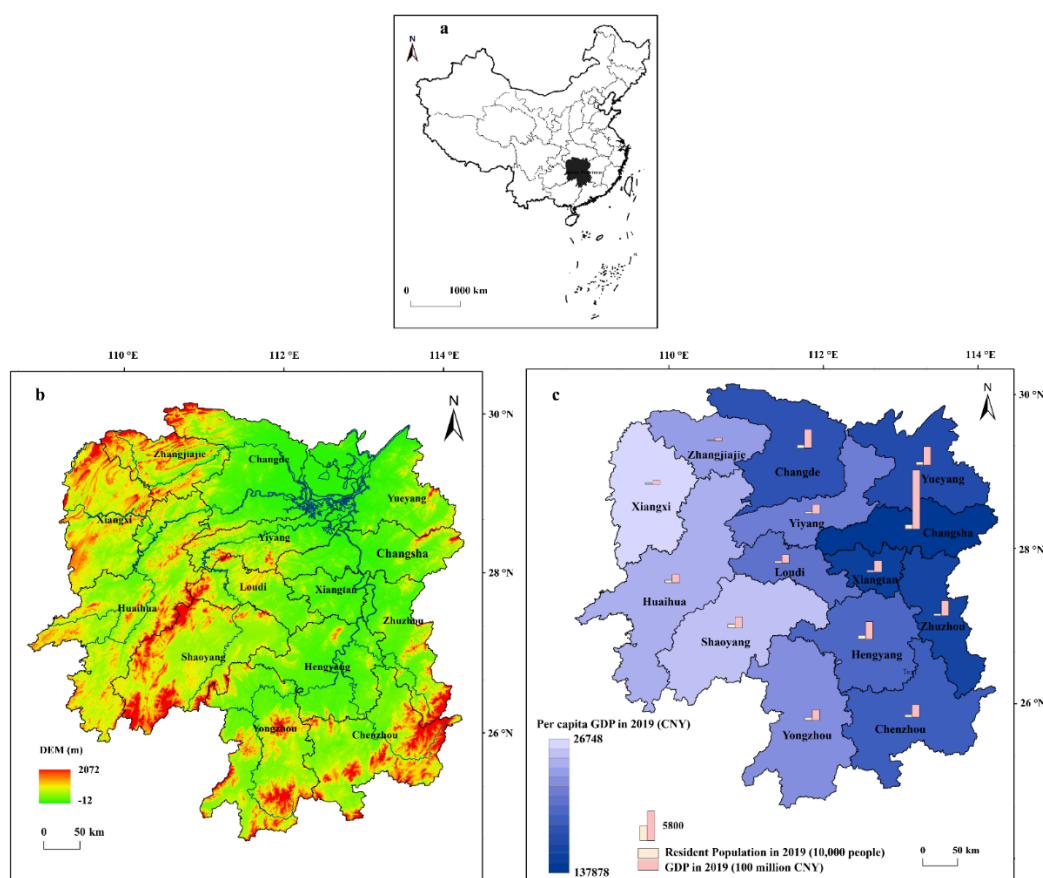 a
N
0 1000 km
110 °E 112 °E 114 °E
b
N
30 °N
Zhangjiajie
Changde
Yueyang
Xiangxi
Yiyang
Changsha
28 °N
Loudi
Xiangtan
Huaihua
Zhuzhou
Shaoyang
Hengyang
Yongzhou
Chenzhou
26 °N
DEM (m)
2072
-12
0 50 km
110 °E 112 °E 114 °E
c
N
30 °N
Zhangjiajie
Changde
Yueyang
Xiangxi
Yiyang
Changsha
28 °N
Loudi
Xiangtan
Huaihua
Zhuzhou
Shaoyang
Hengyang
Text
26 °N
Yongzhou
Chenzhou
Per capita GDP in 2019 (CNY)
26748
137878
5800
Resident Population in 2019 (10,000 people)
GDP in 2019 (100 million CNY)
0 50 km